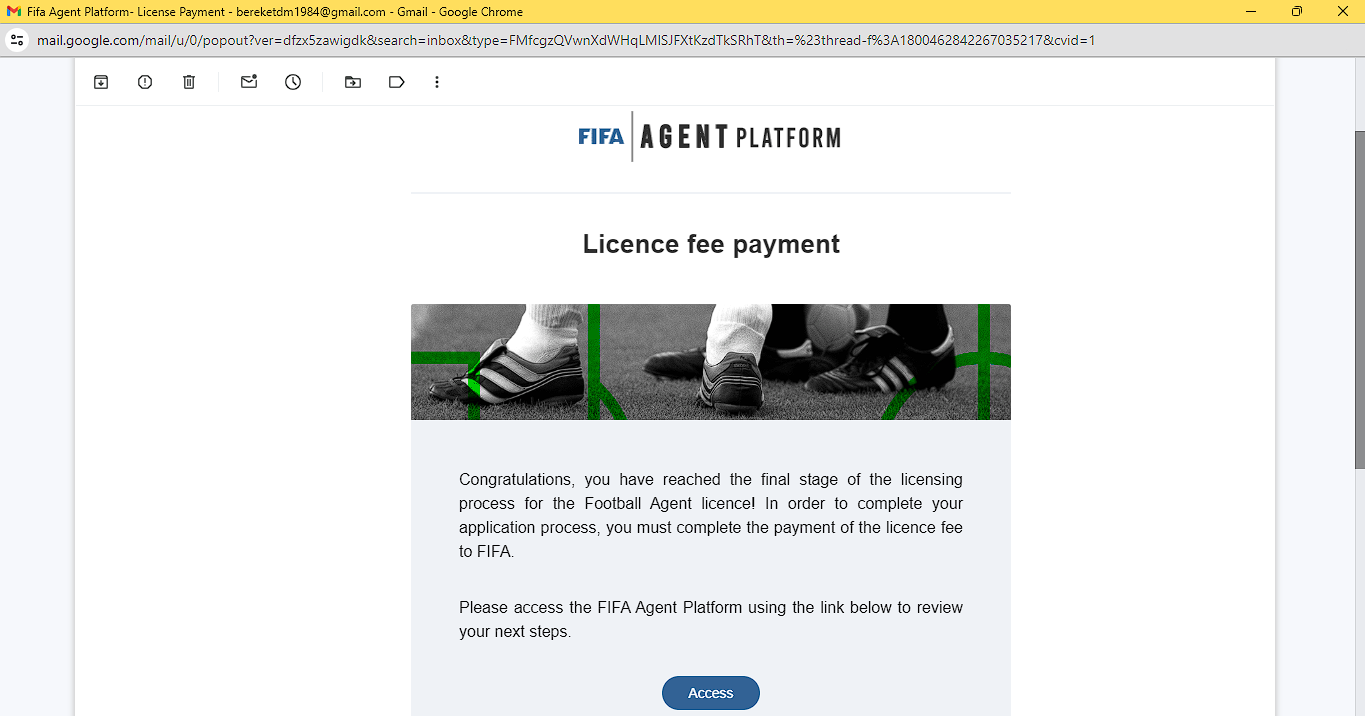 Fifa Agent Platform- License Payment - bereketdm1984@gmail.com - Gmail - Google Chrome
mail.google.com/mail/u/0/popout?ver=dfzx5zawigdk&search=inbox&type=FMfcgzQVwnXdWHqLMlSJFXtKzdTkSRhT&th=%23thread-f%3A1800462842267035217&cvid=1
FIFA AGENT PLATFORM
Licence fee payment
Congratulations, you have reached the final stage of the licensing
process for the Football Agent licence! In order to complete your
application process, you must complete the payment of the licence fee
to FIFA.
Please access the FIFA Agent Platform using the link below to review
your next steps.
Access